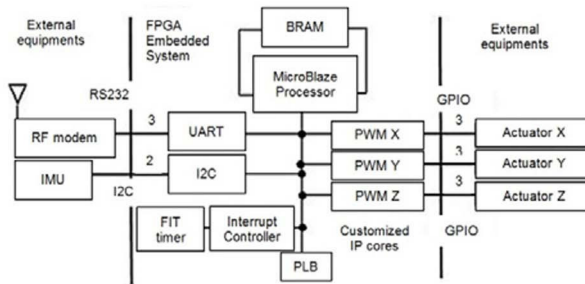 External
equipments
FPGA
Embedded
System
BRAM
External
equipments
MicroBlaze
Processor
RS232
GPIO
RF modem
3
UART
PWM X
3
Actuator X
IMU
2
I2C
PWM Y
3
Actuator Y
I2C
PWM Z
3
Actuator Z
FIT
timer
Interrupt
Controller
Customized
IP cores
GPIO
PLB